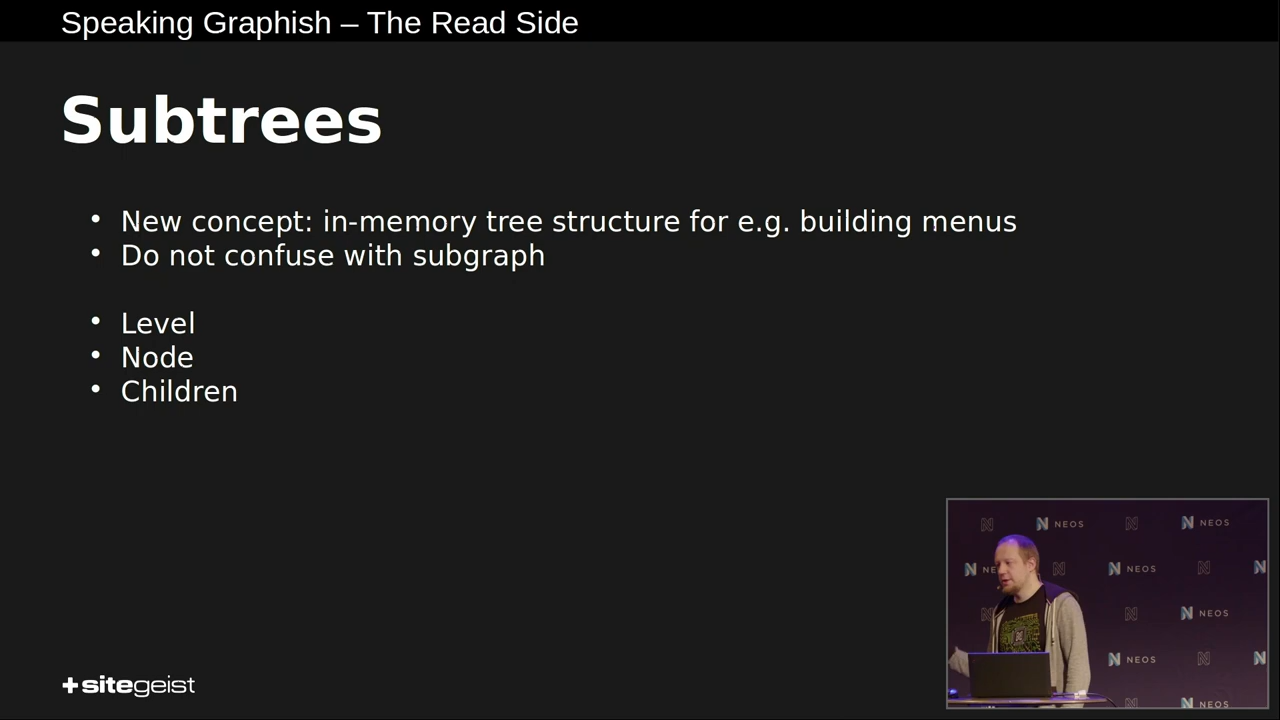 Speaking Graphish – The Read Side
Subtrees
• New concept: in-memory tree structure for e.g. building menus
• Do not confuse with subgraph
• Level
• Node
• Children
+sitegeist
N NEOS N N NEOS
N NE N N NEOS N N
N N N NEOS
N NEOS N N
N N NEOS